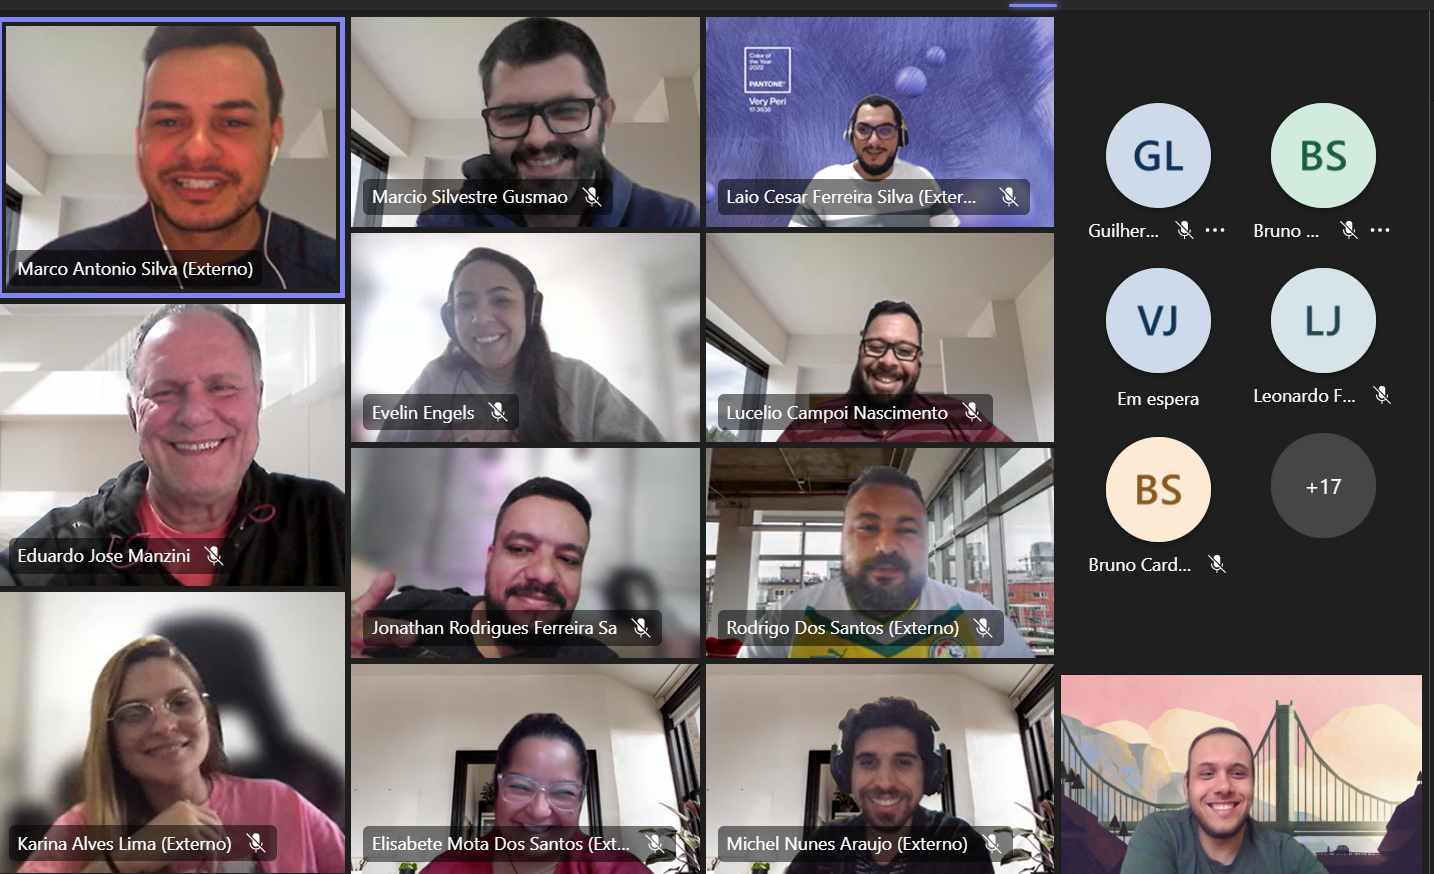 Marco Antonio Silva (Externo)
Marcio Silvestre Gusmao
Color of
the Year
2022
PANTONE®
Very Peri
17-3938
Laio Cesar Ferreira Silva (Exter...
GL
Guilher...
BS
Bruno ...
Eduardo Jose Manzini
Evelin Engels
Lucelio Campoi Nascimento
VJ
Em espera
LJ
Leonardo F...
Jonathan Rodrigues Ferreira Sa
Rodrigo Dos Santos (Externo)
BS
Bruno Card...
+17
Karina Alves Lima (Externo)
Elisabete Mota Dos Santos (Ext...
Michel Nunes Araujo (Externo)